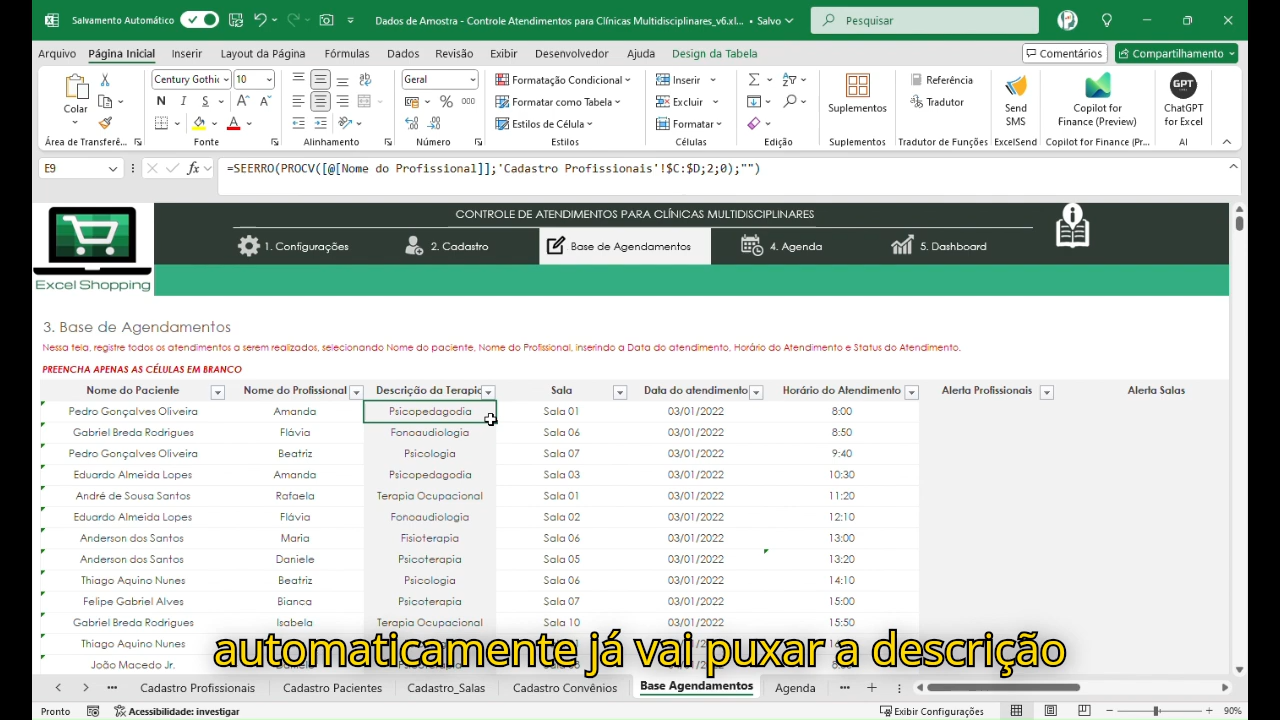 Salvamento Automático
Dados de Amostra - Controle Atendimentos para Clínicas Multidisciplinares_v6.xl... • Salvo
Pesquisar
Arquivo Página Inicial Inserir Layout da Página Fórmulas Dados Revisão Exibir Desenvolvedor Ajuda Design da Tabela Comentários Compartilhamento
Colar
Century Gothic 10
N I S
Geral
Formatação Condicional
Formatar como Tabela
Estilos de Célula
Inserir
Excluir
Formatar
Suplementos
Referência
Tradutor
Send SMS
Copilot for Finance (Preview)
GPT
ChatGPT for Excel
Área de Transferê... Fonte Alinhamento Número Estilos Células Edição Suplementos Tradutor de Funções ExcelSend Copilot for Finance (Pr... AI
E9
fx =SEERRO(PROCV([@[Nome do Profissional]];'Cadastro Profissionais'!$C:$D;2;0);"")
CONTROLE DE ATENDIMENTOS PARA CLÍNICAS MULTIDISCIPLINARES
1. Configurações 2. Cadastro Base de Agendamentos 4. Agenda 5. Dashboard
Excel Shopping
3. Base de Agendamentos
Nessa tela, registre todos os atendimentos a serem realizados, selecionando Nome do paciente, Nome do Profissional, inserindo a Data do atendimento, Horário do Atendimento e Status do Atendimento.
PREENCHA APENAS AS CÉLULAS EM BRANCO
Nome do Paciente Nome do Profissional Descrição da Terapia Sala Data do atendimento Horário do Atendimento Alerta Profissionais Alerta Salas
Pedro Gonçalves Oliveira Amanda Psicopedagodia Sala 01 03/01/2022 8:00
Gabriel Breda Rodrigues Flávia Fonoaudiologia Sala 06 03/01/2022 8:50
Pedro Gonçalves Oliveira Beatriz Psicologia Sala 07 03/01/2022 9:40
Eduardo Almeida Lopes Amanda Psicopedagodia Sala 03 03/01/2022 10:30
André de Sousa Santos Rafaela Terapia Ocupacional Sala 01 03/01/2022 11:20
Eduardo Almeida Lopes Flávia Fonoaudiologia Sala 02 03/01/2022 12:10
Anderson dos Santos Maria Fisioterapia Sala 06 03/01/2022 13:00
Anderson dos Santos Daniele Psicoterapia Sala 05 03/01/2022 13:20
Thiago Aquino Nunes Beatriz Psicologia Sala 06 03/01/2022 14:10
Felipe Gabriel Alves Bianca Psicoterapia Sala 07 03/01/2022 15:00
Gabriel Breda Rodrigues Isabela Terapia Ocupacional Sala 10 03/01/2022 15:50
Thiago Aquino Nunes
João Macedo Jr.
automaticamente já vai puxar a descrição
Cadastro Profissionais Cadastro Pacientes Cadastro_Salas Cadastro Convênios Base Agendamentos Agenda
Pronto Acessibilidade: investigar Exibir Configurações 90%